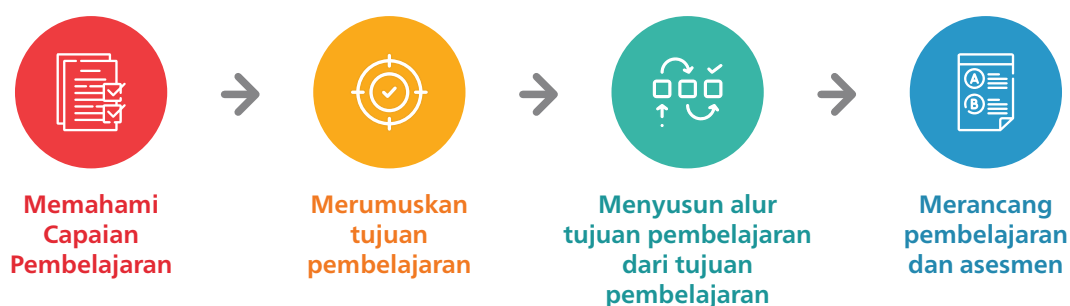 Memahami
Capaian
Pembelajaran
Merumuskan
tujuan
pembelajaran
Menyusun alur
tujuan pembelajaran
dari tujuan
pembelajaran
Merancang
pembelajaran
dan asesmen
A
B